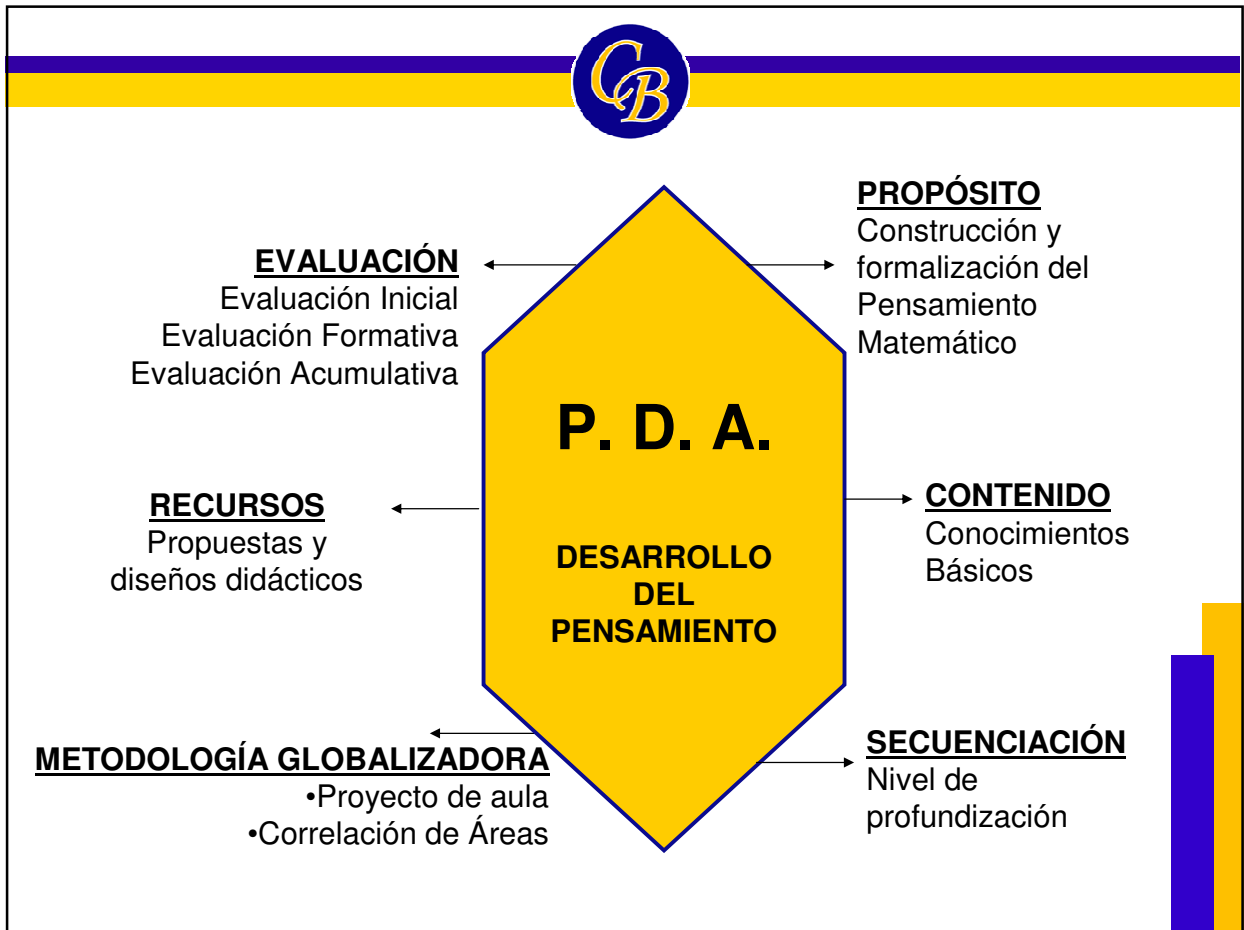 CB
PROPÓSITO
Construcción y
formalización del
Pensamiento
Matemático
EVALUACIÓN
Evaluación Inicial
Evaluación Formativa
Evaluación Acumulativa
P. D. A.
DESARROLLO
DEL
PENSAMIENTO
RECURSOS
Propuestas y
diseños didácticos
CONTENIDO
Conocimientos
Básicos
METODOLOGÍA GLOBALIZADORA
•Proyecto de aula
•Correlación de Áreas
SECUENCIACIÓN
Nivel de
profundización